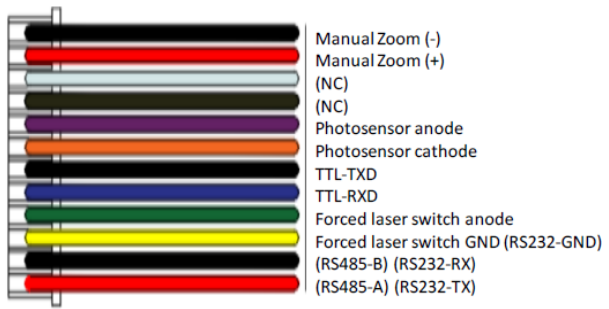 Manual Zoom (-)
Manual Zoom (+)
(NC)
(NC)
Photosensor anode
Photosensor cathode
TTL-TXD
TTL-RXD
Forced laser switch anode
Forced laser switch GND (RS232-GND)
(RS485-B) (RS232-RX)
(RS485-A) (RS232-TX)